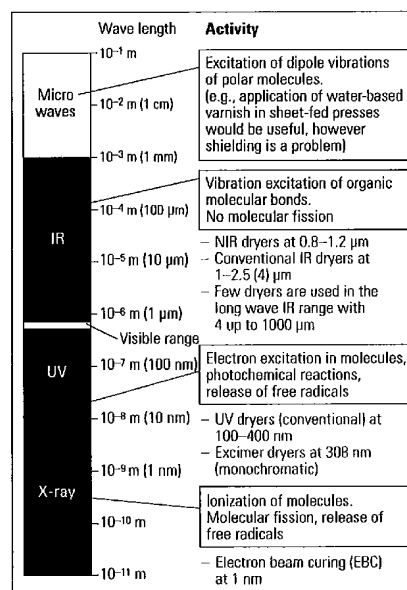 Wave length Activity
10⁻¹ m
Micro
waves
10⁻² m (1 cm)
10⁻³ m (1 mm)
Excitation of dipole vibrations
of polar molecules.
(e.g., application of water-based
varnish in sheet-fed presses
would be useful, however
shielding is a problem)
IR
10⁻⁴ m (100 μm)
10⁻⁵ m (10 μm)
10⁻⁶ m (1 μm)
Vibration excitation of organic
molecular bonds.
No molecular fission
– NIR dryers at 0.8–1.2 μm
– Conventional IR dryers at
1–2.5 (4) μm
– Few dryers are used in the
long wave IR range with
4 up to 1000 μm
Visible range
UV
10⁻⁷ m (100 nm)
10⁻⁸ m (10 nm)
Electron excitation in molecules,
photochemical reactions,
release of free radicals
– UV dryers (conventional) at
100–400 nm
– Excimer dryers at 308 nm
(monochromatic)
10⁻⁹ m (1 nm)
X-ray
10⁻¹⁰ m
10⁻¹¹ m
Ionization of molecules.
Molecular fission, release of
free radicals
– Electron beam curing (EBC)
at 1 nm